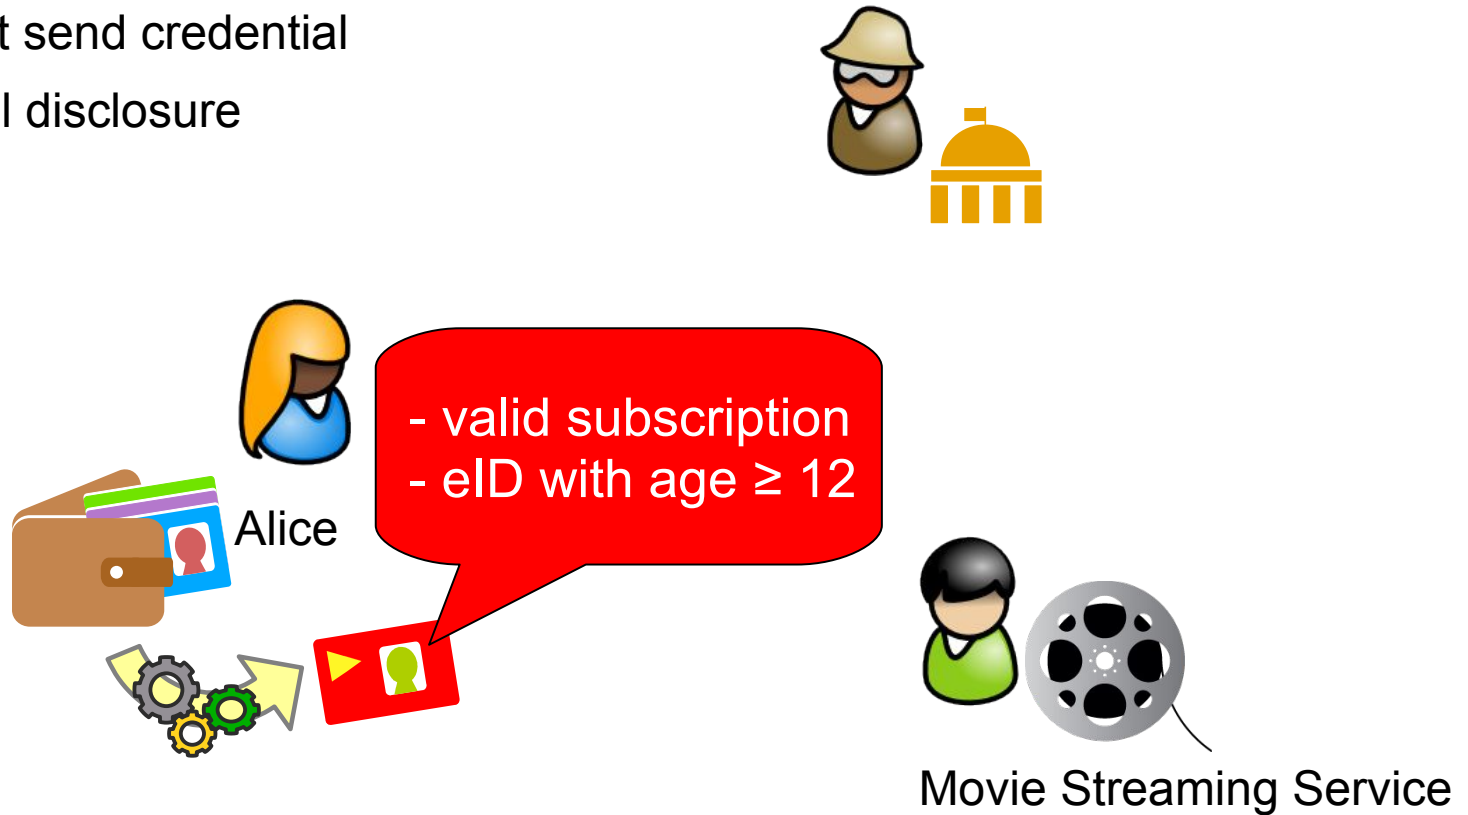 t send credential
l disclosure
- valid subscription
- eID with age ≥ 12
Alice
Movie Streaming Service